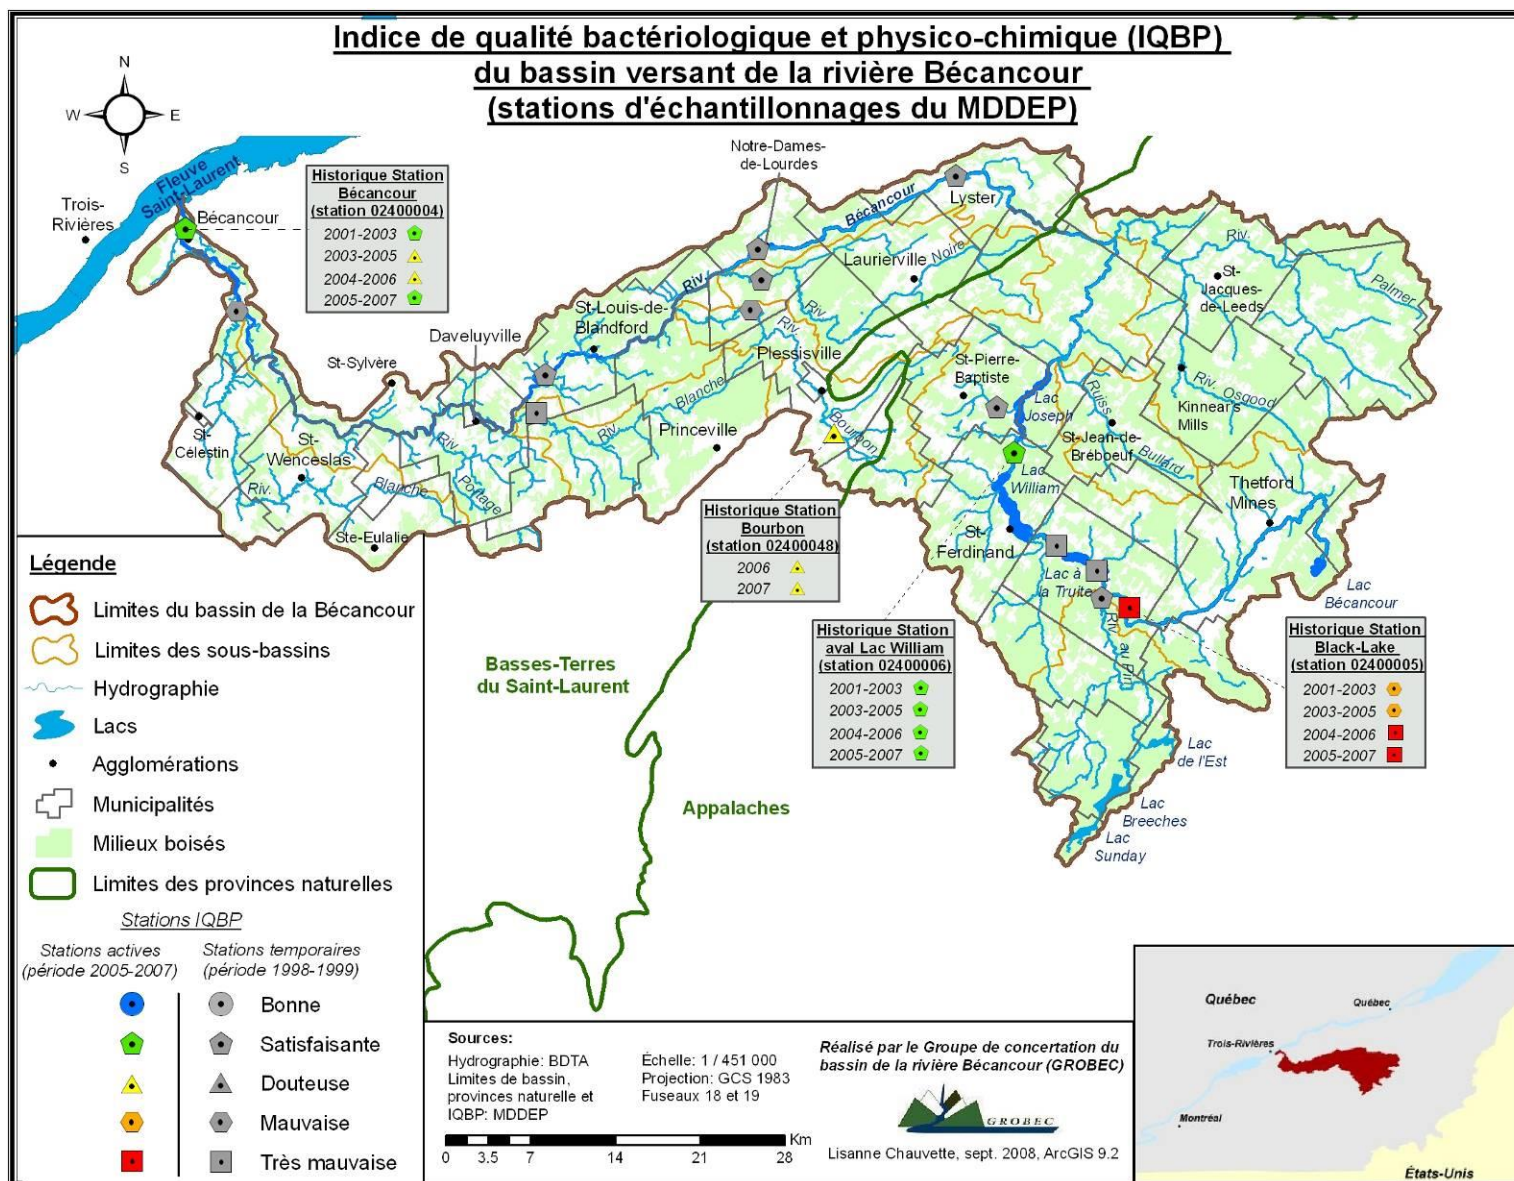 Indice de qualité bactériologique et physico-chimique (IQBP)
du bassin versant de la rivière Bécancour
(stations d'échantillonnages du MDDEP)
N
W
E
S
Fleuve
Saint-Laurent
Trois-
Rivières
Bécancour
Historique Station
Bécancour
(station 02400004)
2001-2003
2003-2005
2004-2006
2005-2007
Notre-Dames-
de-Lourdes
Bécancour
Lyster
Riv.
Laurierville
Noire
Riv.
Riv.
St-
Jacques-
de-Leeds
Palmer
St-Louis-de-
Blandford
Daveluyville
St-Sylvère
Riv.
Plessisville
St-Pierre-
Baptiste
Lac
Joseph
Ruiss.
Riv. Osgood
Kinnear's
Mills
Blanche
Riv.
Princeville
Bourbon
St-Jean-de-
Bréboeuf
Bullard
St-
Célestin
St-
Wenceslas
Riv.
Blanche
Riv.
Portage
Ste-Eulalie
Lac
William
Thetford
Mines
St-
Ferdinand
Lac à
la Truite
Riv. au Pin
Lac
Bécancour
Historique Station
Bourbon
(station 02400048)
2006
2007
Historique Station
aval Lac William
(station 02400006)
2001-2003
2003-2005
2004-2006
2005-2007
Historique Station
Black-Lake
(station 02400005)
2001-2003
2003-2005
2004-2006
2005-2007
Basses-Terres
du Saint-Laurent
Appalaches
Lac
de l'Est
Lac
Breeches
Lac
Sunday
Légende
Limites du bassin de la Bécancour
Limites des sous-bassins
Hydrographie
Lacs
Agglomérations
Municipalités
Milieux boisés
Limites des provinces naturelles
Stations IQBP
Stations actives
(période 2005-2007)
Stations temporaires
(période 1998-1999)
Bonne
Satisfaisante
Douteuse
Mauvaise
Très mauvaise
Sources:
Hydrographie: BDTA
Limites de bassin,
provinces naturelle et
IQBP: MDDEP
Échelle: 1 / 451 000
Projection: GCS 1983
Fuseaux 18 et 19
0 3.5 7 14 21 28
Km
Réalisé par le Groupe de concertation du
bassin de la rivière Bécancour (GROBEC)
GROBEC
Lisanne Chauvette, sept. 2008, ArcGIS 9.2
Québec
Québec
Trois-Rivières
Montréal
États-Unis